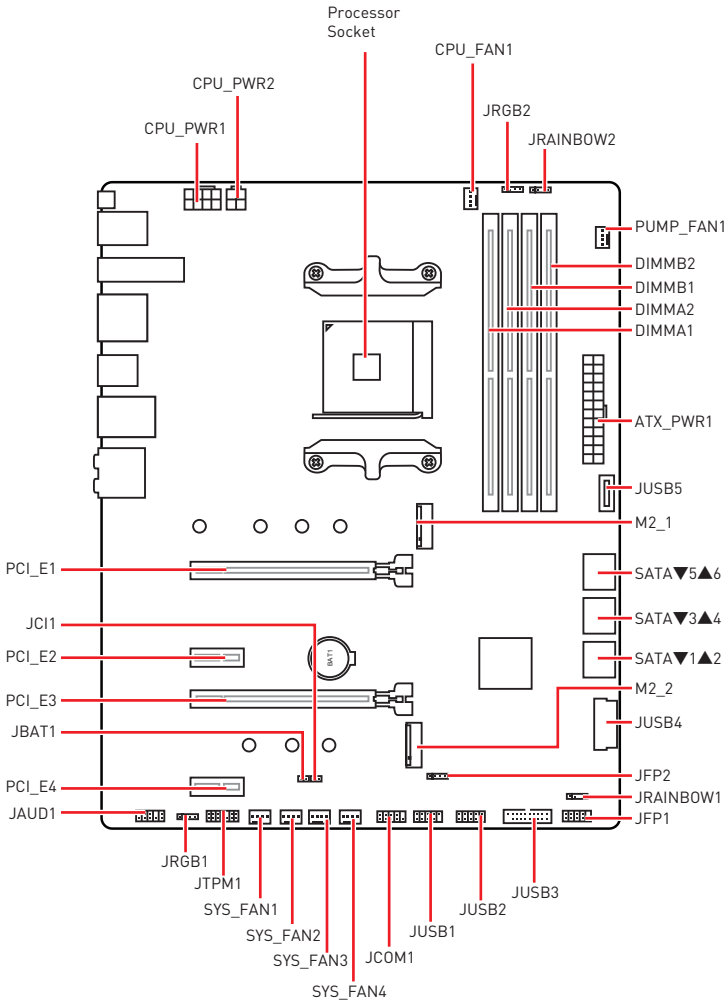 Processor
Socket
CPU_FAN1
CPU_PWR2
JRGB2
CPU_PWR1
JRAINBOW2
PUMP_FAN1
DIMMB2
DIMMB1
DIMMA2
DIMMA1
ATX_PWR1
JUSB5
M2_1
PCI_E1
SATA▼5▲6
JCI1
SATA▼3▲4
PCI_E2
BAT1
SATA▼1▲2
M2_2
PCI_E3
JUSB4
JBAT1
JFP2
PCI_E4
JRAINBOW1
JAUD1
JFP1
JRGB1
JTPM1
JUSB3
SYS_FAN1
JUSB2
SYS_FAN2
JUSB1
SYS_FAN3
JCOM1
SYS_FAN4